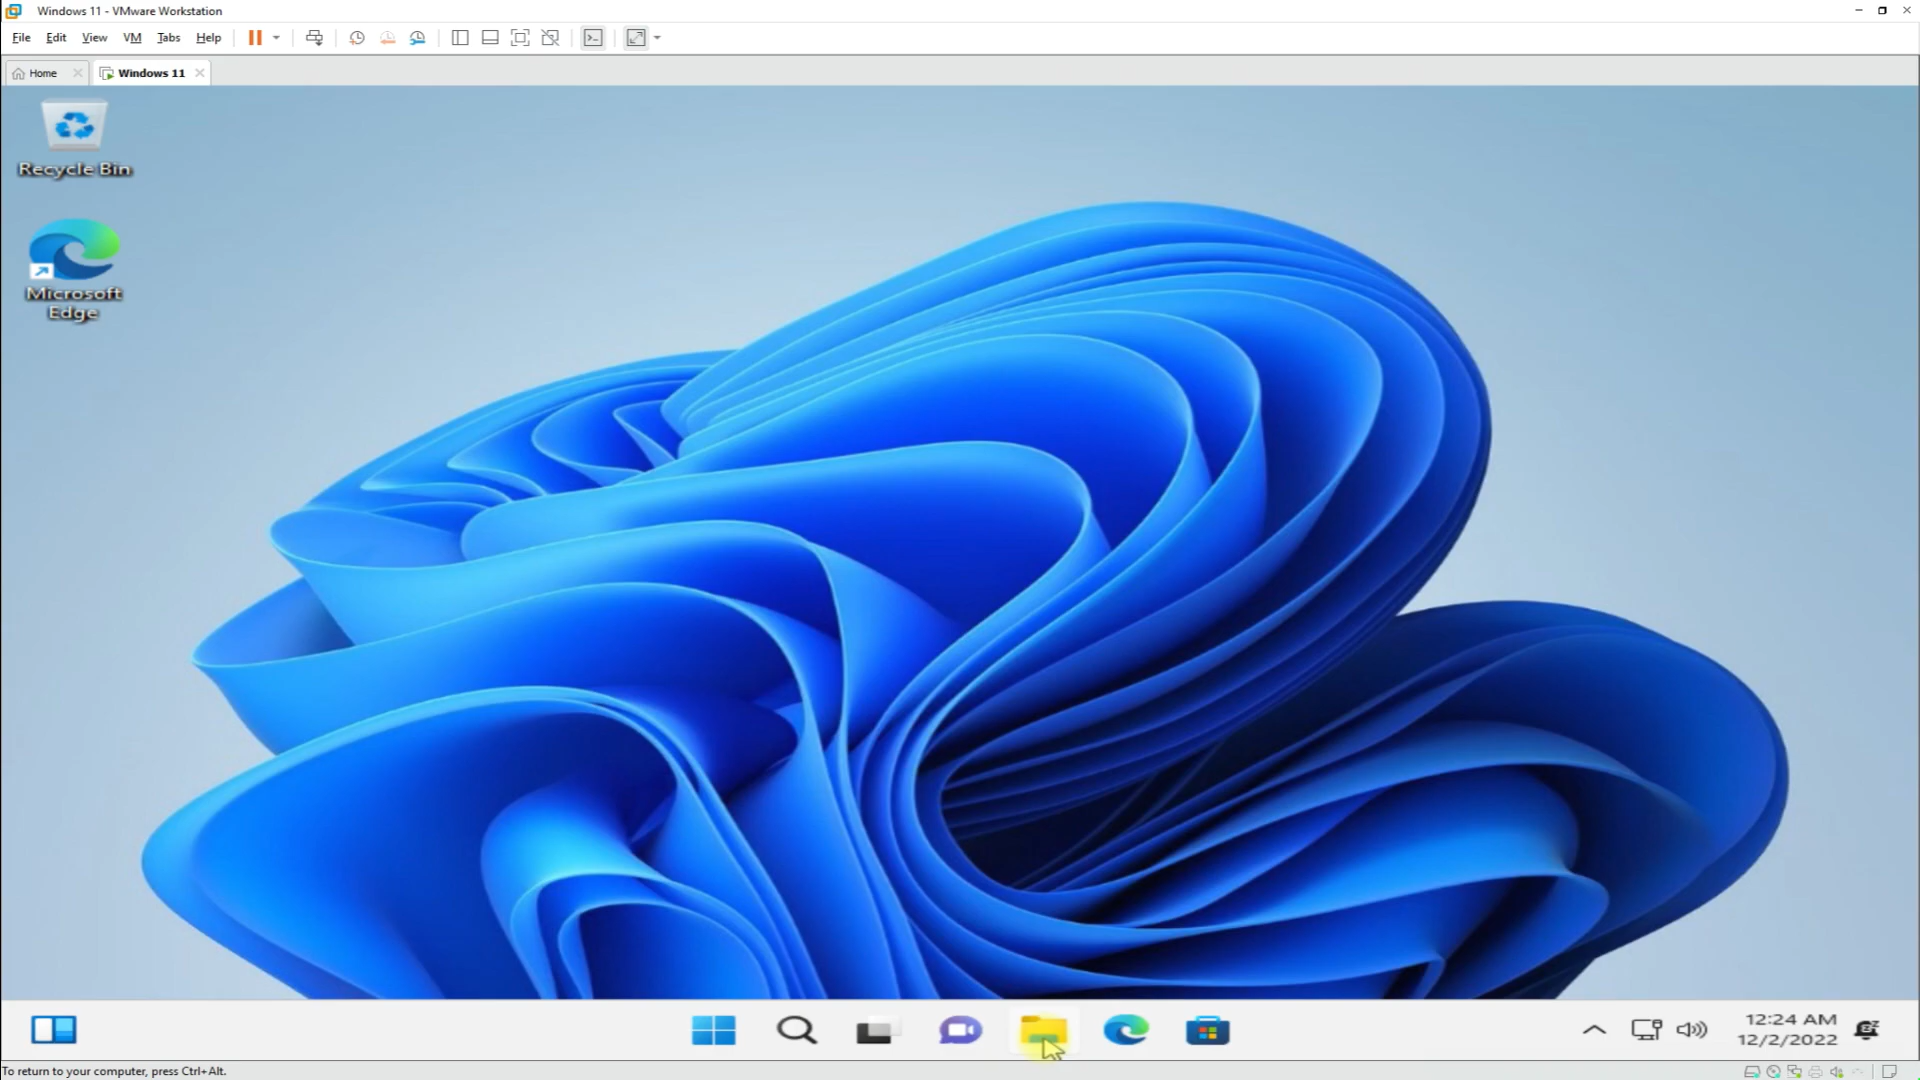 Windows 11 - VMware Workstation
File Edit View VM Tabs Help
Home Windows 11
Recycle Bin
Microsoft
Edge
12:24 AM
12/2/2022
To return to your computer, press Ctrl+Alt.